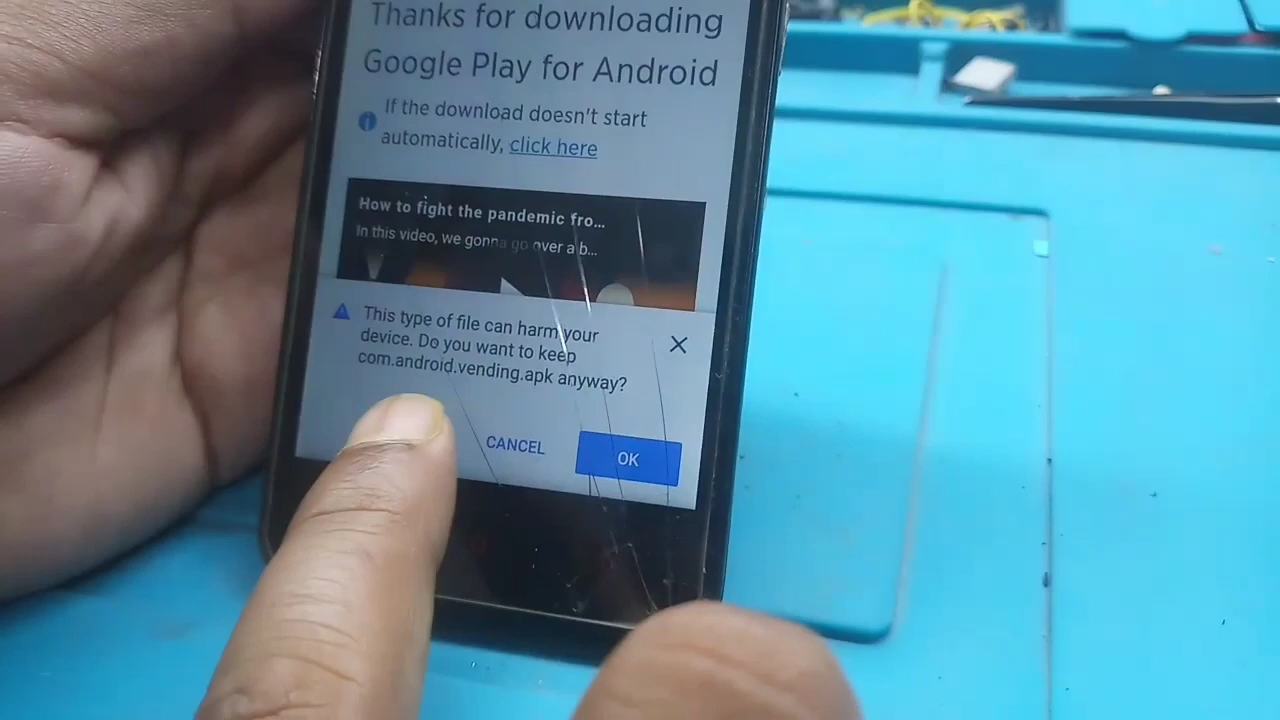 Thanks for downloading
Google Play for Android
If the download doesn't start
automatically, click here
How to fight the pandemic fro...
In this video, we gonna go over a b...
This type of file can harm your
device. Do you want to keep
com.android.vending.apk anyway?
CANCEL
OK